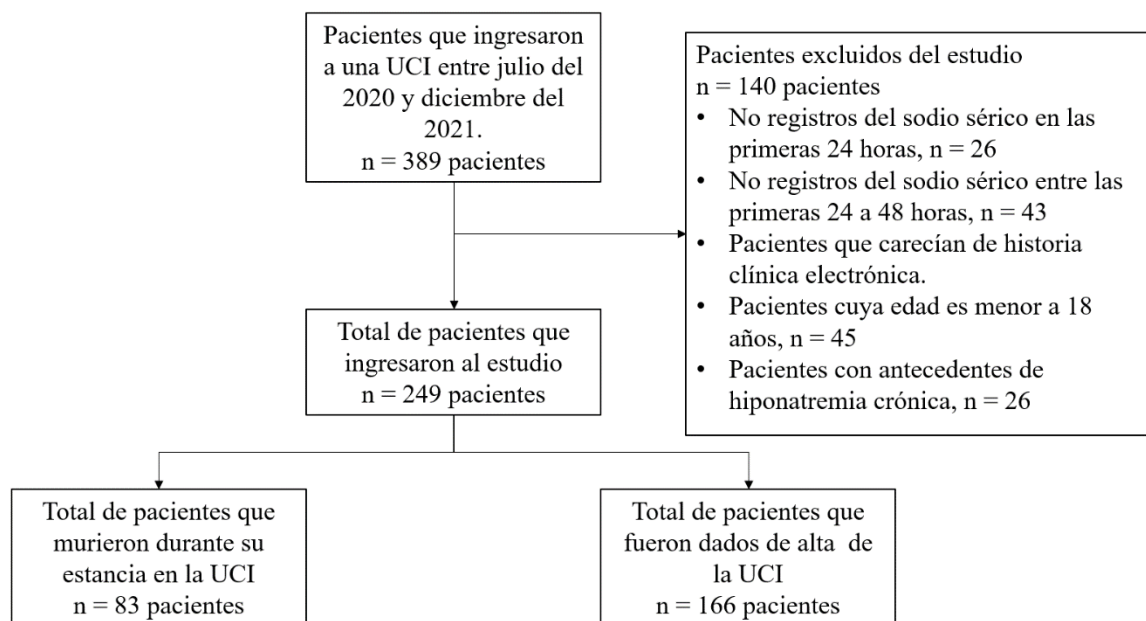 Pacientes que ingresaron
a una UCI entre julio del
2020 y diciembre del
2021.
n = 389 pacientes
Pacientes excluidos del estudio
n = 140 pacientes
• No registros del sodio sérico en las
primeras 24 horas, n = 26
• No registros del sodio sérico entre las
primeras 24 a 48 horas, n = 43
• Pacientes que carecían de historia
clínica electrónica.
• Pacientes cuya edad es menor a 18
años, n = 45
• Pacientes con antecedentes de
hiponatremia crónica, n = 26
Total de pacientes que
ingresaron al estudio
n = 249 pacientes
Total de pacientes que
murieron durante su
estancia en la UCI
n = 83 pacientes
Total de pacientes que
fueron dados de alta de
la UCI
n = 166 pacientes